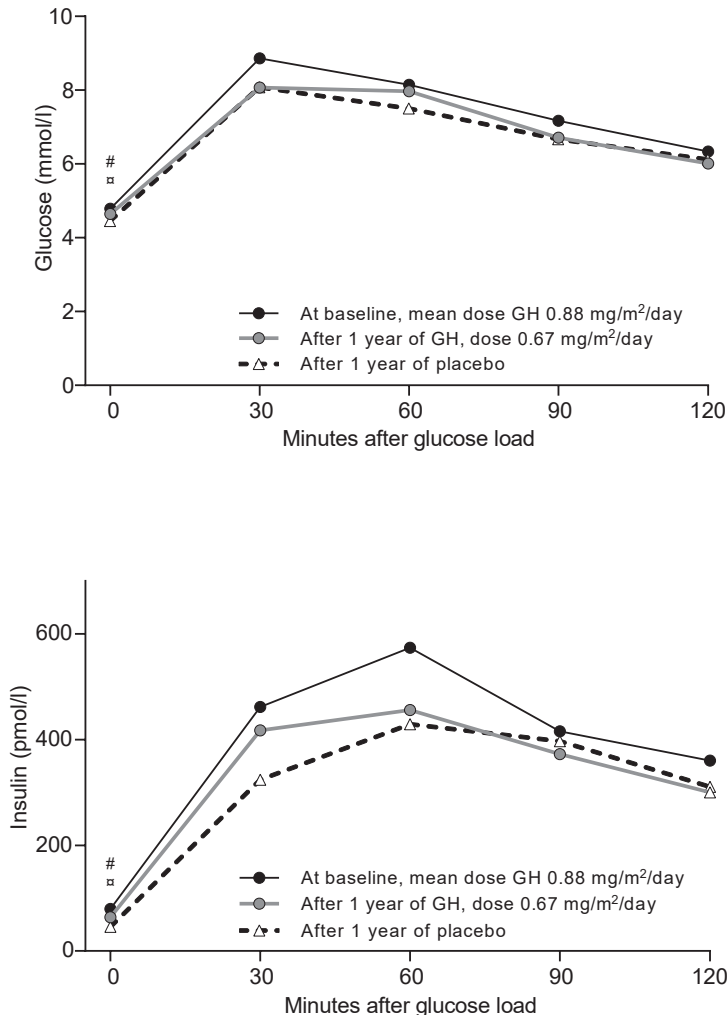 10
8
6
4
2
0
Glucose (mmol/l)
#
¤
At baseline, mean dose GH 0.88 mg/m²/day
After 1 year of GH, dose 0.67 mg/m²/day
After 1 year of placebo
0 30 60 90 120
Minutes after glucose load
600
400
200
0
Insulin (pmol/l)
#
¤
At baseline, mean dose GH 0.88 mg/m²/day
After 1 year of GH, dose 0.67 mg/m²/day
After 1 year of placebo
0 30 60 90 120
Minutes after glucose load